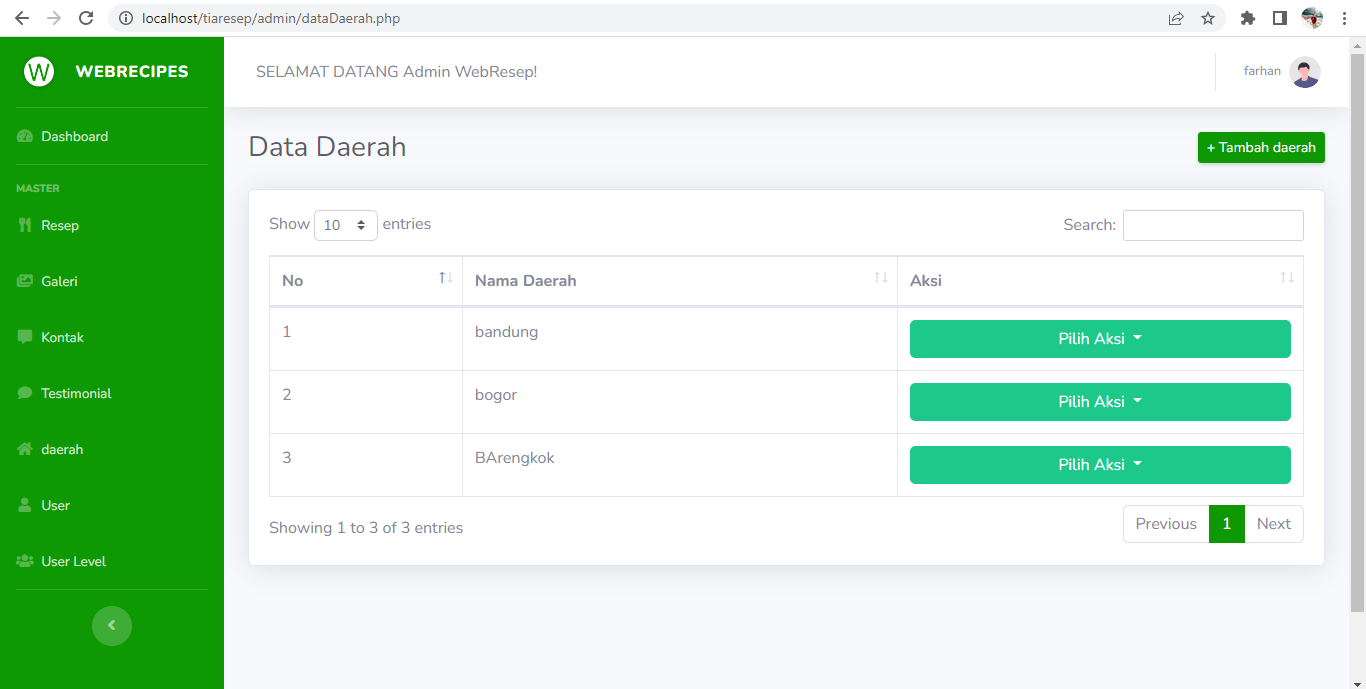 localhost/tiaresep/admin/dataDaerah.php
W WEBRECIPES
SELAMAT DATANG Admin WebResep!
farhan
Dashboard
MASTER
Resep
Galeri
Kontak
Testimonial
daerah
User
User Level
Data Daerah
+ Tambah daerah
Show 10 entries
Search:
No Nama Daerah Aksi
1 bandung Pilih Aksi
2 bogor Pilih Aksi
3 BArengkok Pilih Aksi
Showing 1 to 3 of 3 entries
Previous 1 Next